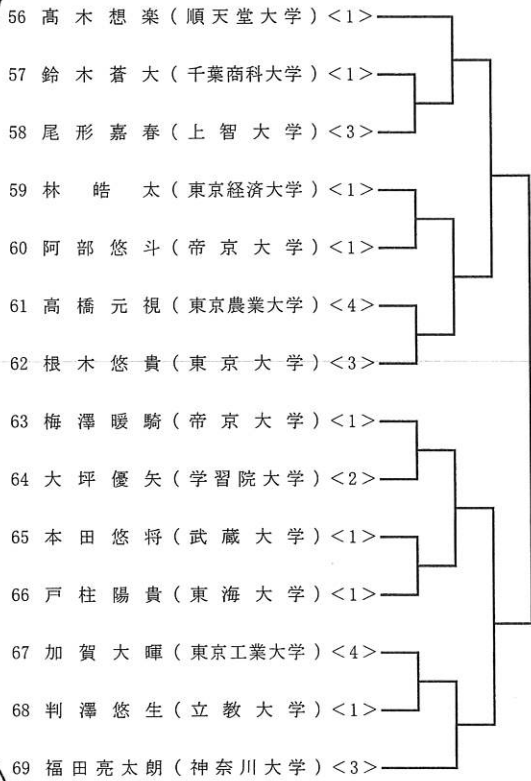 56 髙木想楽(順天堂大学)<1>
57 鈴木蒼大(千葉商科大学)<1>
58 尾形嘉春(上智大学)<3>
59 林皓太(東京経済大学)<1>
60 阿部悠斗(帝京大学)<1>
61 高橋元視(東京農業大学)<4>
62 根木悠貴(東京大学)<3>
63 梅澤暖騎(帝京大学)<1>
64 大坪優矢(学習院大学)<2>
65 本田悠将(武蔵大学)<1>
66 戸柱陽貴(東海大学)<1>
67 加賀大暉(東京工業大学)<4>
68 判澤悠生(立教大学)<1>
69 福田亮太朗(神奈川大学)<3>